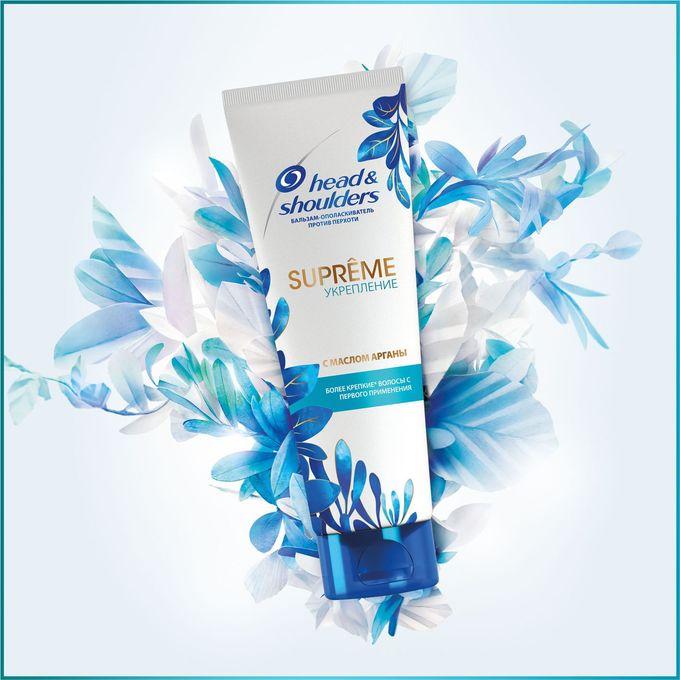 head &
shoulders
БАЛЬЗАМ-ОПОЛАСКИВАТЕЛЬ
ПРОТИВ ПЕРХОТИ
SUPRÊME
УКРЕПЛЕНИЕ
С МАСЛОМ АРГАНЫ
БОЛЕЕ КРЕПКИЕ* ВОЛОСЫ С
ПЕРВОГО ПРИМЕНЕНИЯ